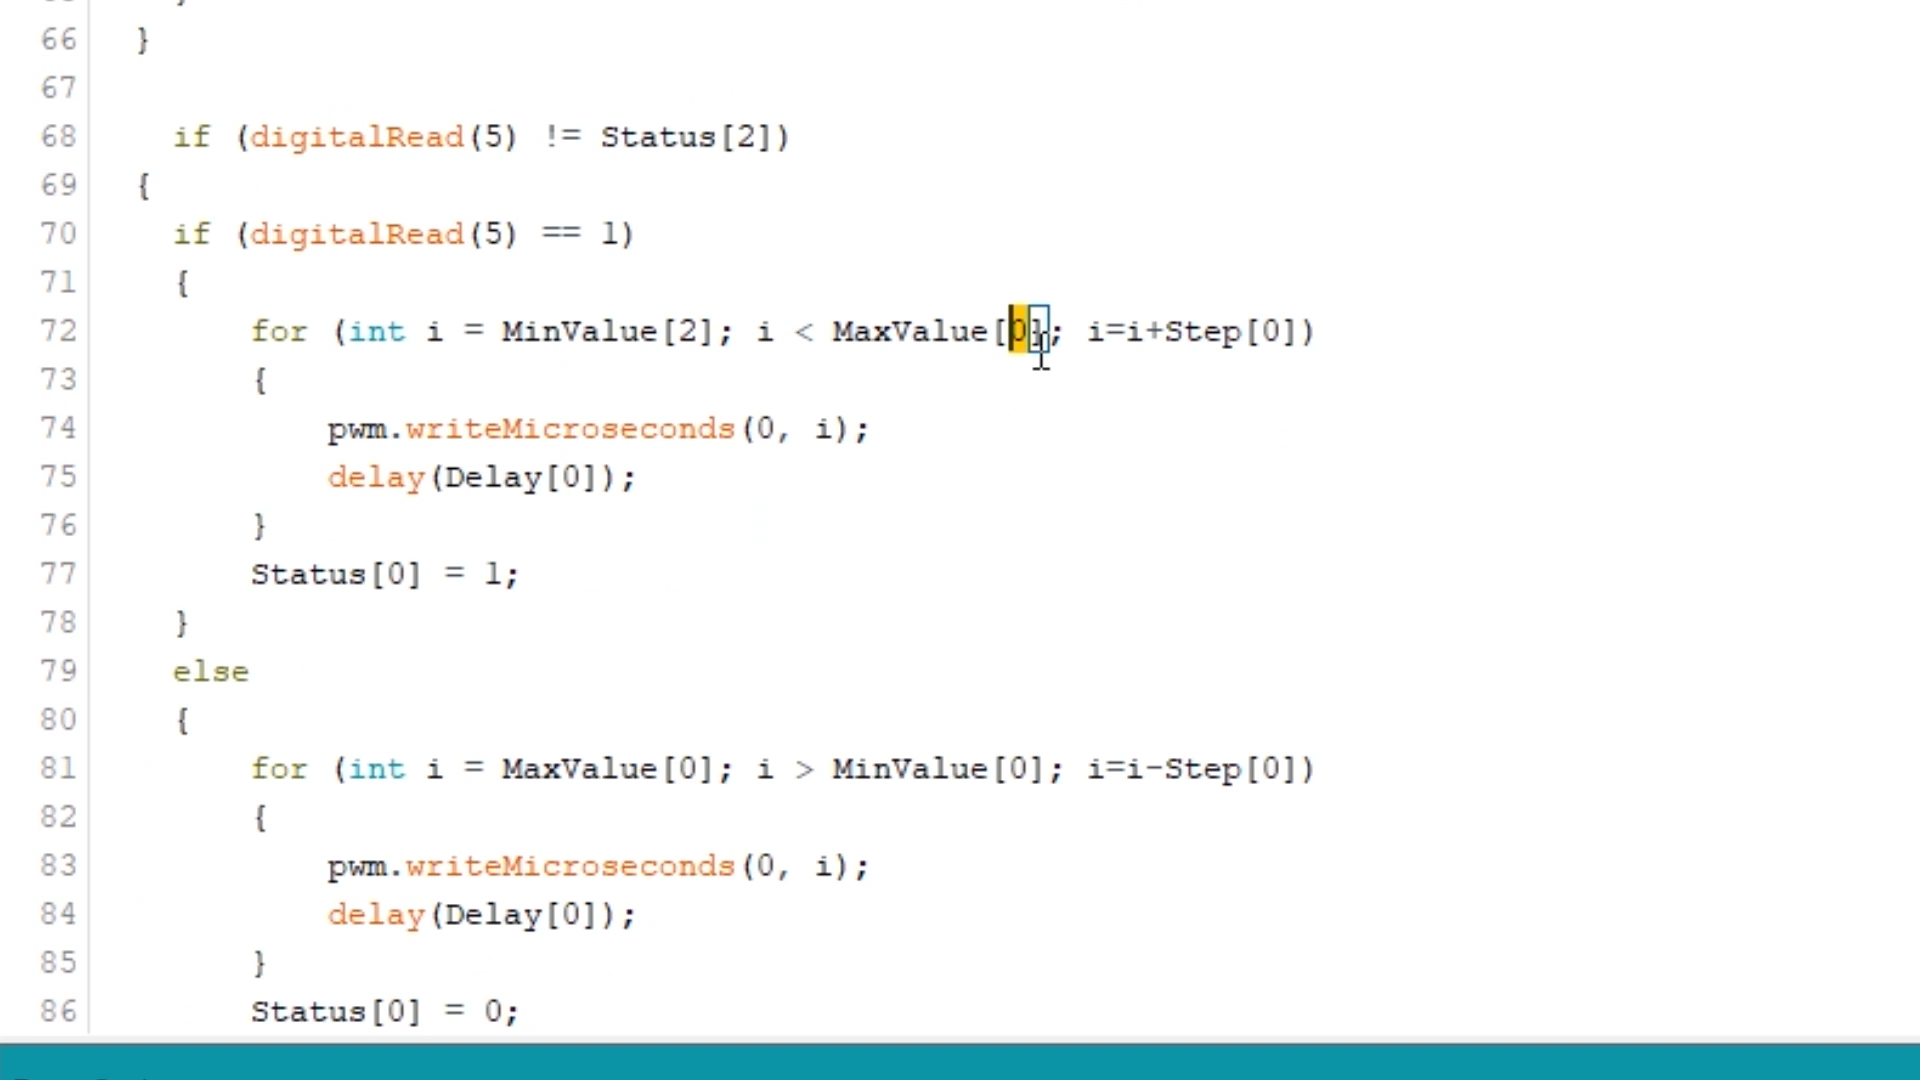 66 }
67
68 if (digitalRead(5) != Status[2])
69 {
70 if (digitalRead(5) == 1)
71 {
72 for (int i = MinValue[2]; i < MaxValue[0]; i=i+Step[0])
73 {
74 pwm.writeMicroseconds(0, i);
75 delay(Delay[0]);
76 }
77 Status[0] = 1;
78 }
79 else
80 {
81 for (int i = MaxValue[0]; i > MinValue[0]; i=i-Step[0])
82 {
83 pwm.writeMicroseconds(0, i);
84 delay(Delay[0]);
85 }
86 Status[0] = 0;